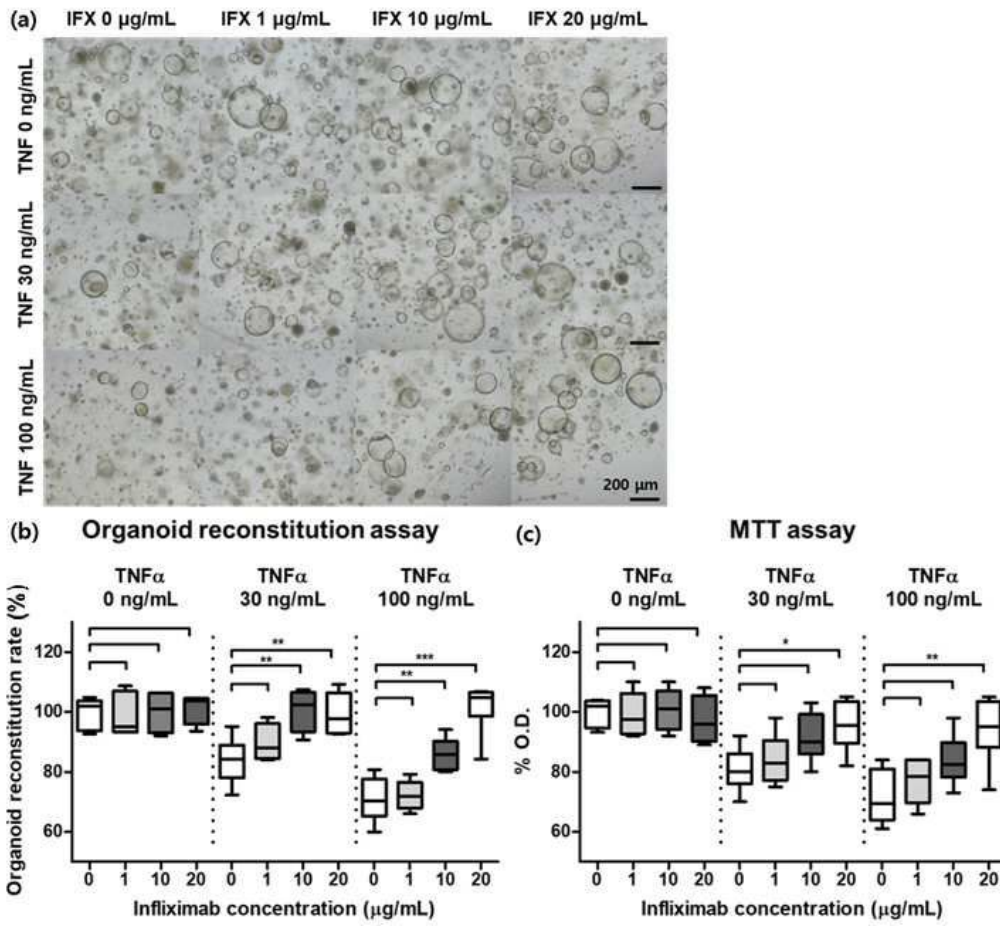 (a)
IFX 0 µg/mL IFX 1 µg/mL IFX 10 µg/mL IFX 20 µg/mL
TNF 0 ng/mL
TNF 30 ng/mL
TNF 100 ng/mL
200 µm
(b) Organoid reconstitution assay
TNFα 0 ng/mL
TNFα 30 ng/mL
TNFα 100 ng/mL
Organoid reconstitution rate (%)
120
100
80
60
** ** ** ***
0 1 10 20 0 1 10 20 0 1 10 20
Infliximab concentration (µg/mL)
(c) MTT assay
TNFα 0 ng/mL
TNFα 30 ng/mL
TNFα 100 ng/mL
% O.D.
120
100
80
60
* **
0 1 10 20 0 1 10 20 0 1 10 20
Infliximab concentration (µg/mL)